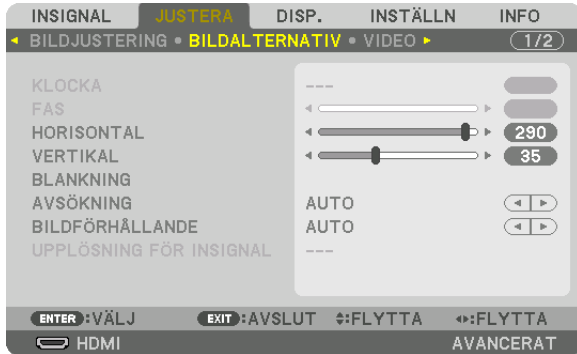 INSIGNAL JUSTERA DISP. INSTÄLLN INFO
BILDJUSTERING • BILDALTERNATIV • VIDEO 1/2
KLOCKA ---
FAS
HORISONTAL 290
VERTIKAL 35
BLANKNING
AVSÖKNING AUTO
BILDFÖRHÅLLANDE AUTO
UPPLÖSNING FÖR INSIGNAL ---
ENTER :VÄLJ EXIT :AVSLUT :FLYTTA :FLYTTA
HDMI AVANCERAT